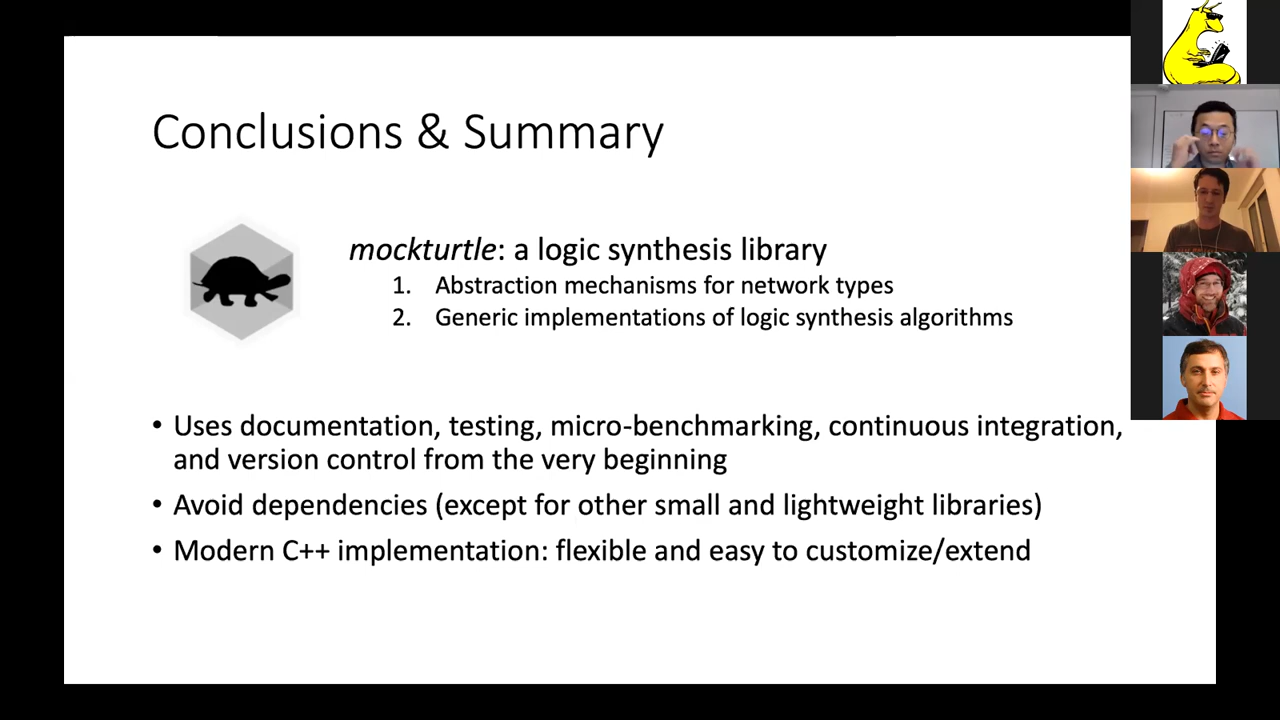 Conclusions & Summary
mockturtle: a logic synthesis library
1. Abstraction mechanisms for network types
2. Generic implementations of logic synthesis algorithms
• Uses documentation, testing, micro-benchmarking, continuous integration,
and version control from the very beginning
• Avoid dependencies (except for other small and lightweight libraries)
• Modern C++ implementation: flexible and easy to customize/extend